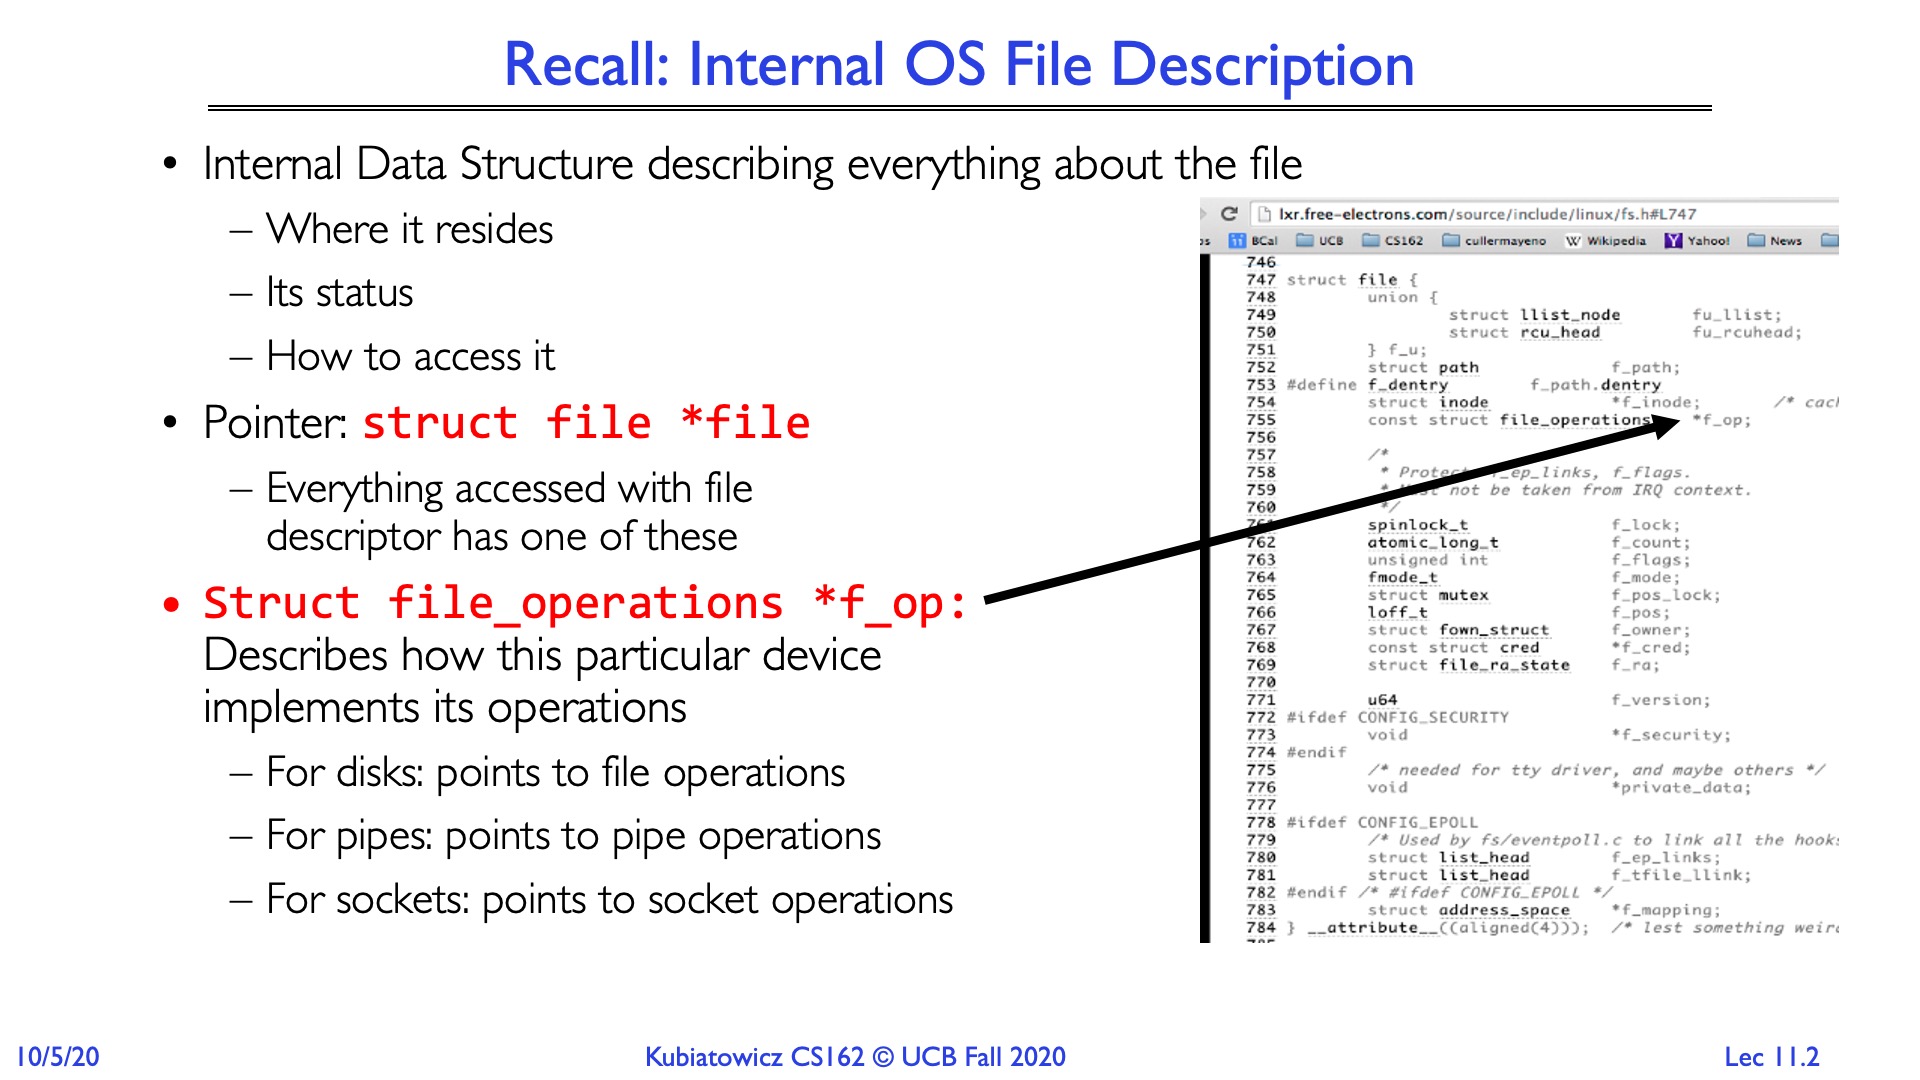 Recall: Internal OS File Description
• Internal Data Structure describing everything about the file
– Where it resides
– Its status
– How to access it
• Pointer: struct file *file
– Everything accessed with file
descriptor has one of these
• Struct file_operations *f_op:
Describes how this particular device
implements its operations
– For disks: points to file operations
– For pipes: points to pipe operations
– For sockets: points to socket operations
lxr.free-electrons.com/source/include/linux/fs.h#L747
BCal UCB CS162 cullermayeno Wikipedia Yahoo! News
746
747 struct file {
748 union {
749 struct llist_node fu_llist;
750 struct rcu_head fu_rcuhead;
751 } f_u;
752 struct path f_path;
753 #define f_dentry f_path.dentry
754 struct inode *f_inode; /* cach
755 const struct file_operations *f_op;
756
757 /*
758 * Protects f_ep_links, f_flags.
759 * Must not be taken from IRQ context.
760 */
761 spinlock_t f_lock;
762 atomic_long_t f_count;
763 unsigned int f_flags;
764 fmode_t f_mode;
765 struct mutex f_pos_lock;
766 loff_t f_pos;
767 struct fown_struct f_owner;
768 const struct cred *f_cred;
769 struct file_ra_state f_ra;
770
771 u64 f_version;
772 #ifdef CONFIG_SECURITY
773 void *f_security;
774 #endif
775 /* needed for tty driver, and maybe others */
776 void *private_data;
777
778 #ifdef CONFIG_EPOLL
779 /* Used by fs/eventpoll.c to link all the hooks
780 struct list_head f_ep_links;
781 struct list_head f_tfile_llink;
782 #endif /* #ifdef CONFIG_EPOLL */
783 struct address_space *f_mapping;
784 } __attribute__((aligned(4))); /* lest something weird
10/5/20
Kubiatowicz CS162 © UCB Fall 2020
Lec 11.2